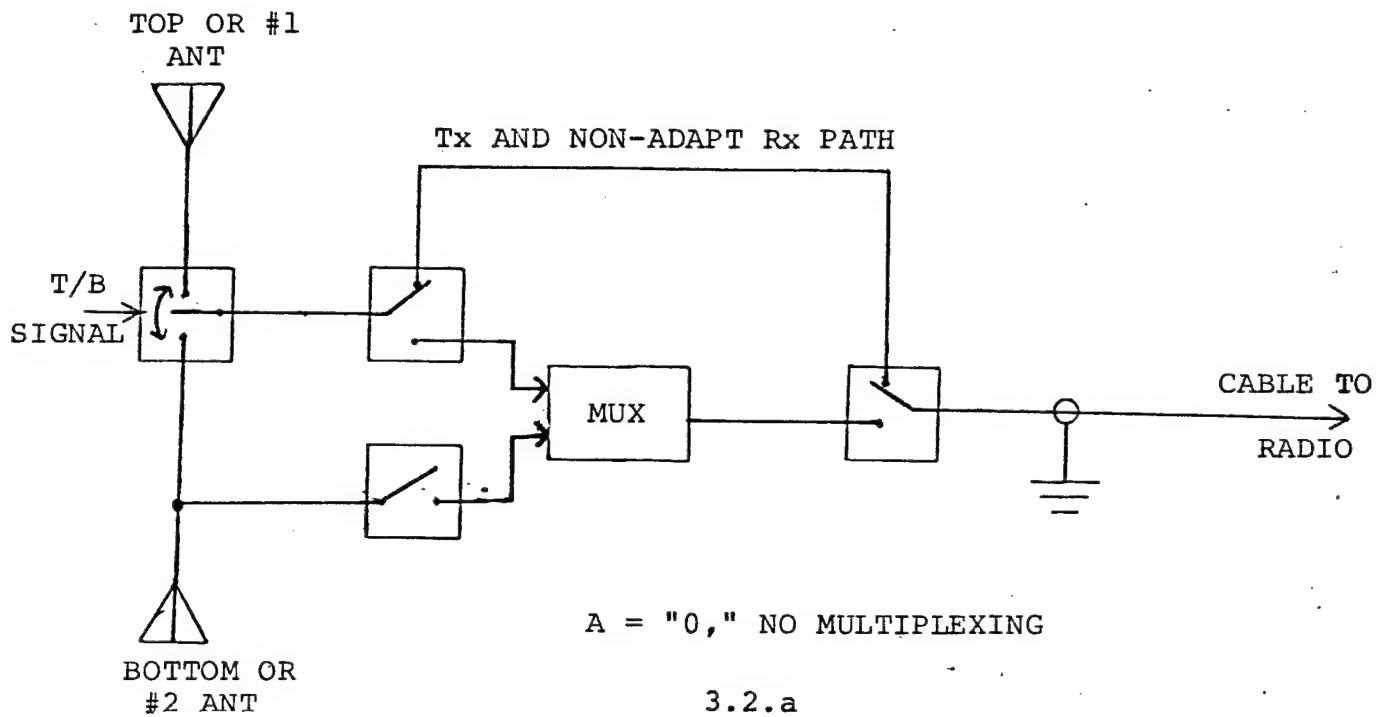 TOP OR #1
ANT
Tx AND NON-ADAPT Rx PATH
T/B
SIGNAL
MUX
CABLE TO
RADIO
A = "0," NO MULTIPLEXING
BOTTOM OR
#2 ANT
3.2.a